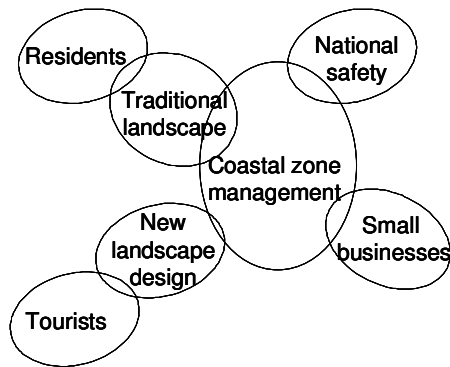 Residents
National
safety
Traditional
landscape
Coastal zone
management
New
landscape
design
Small
businesses
Tourists